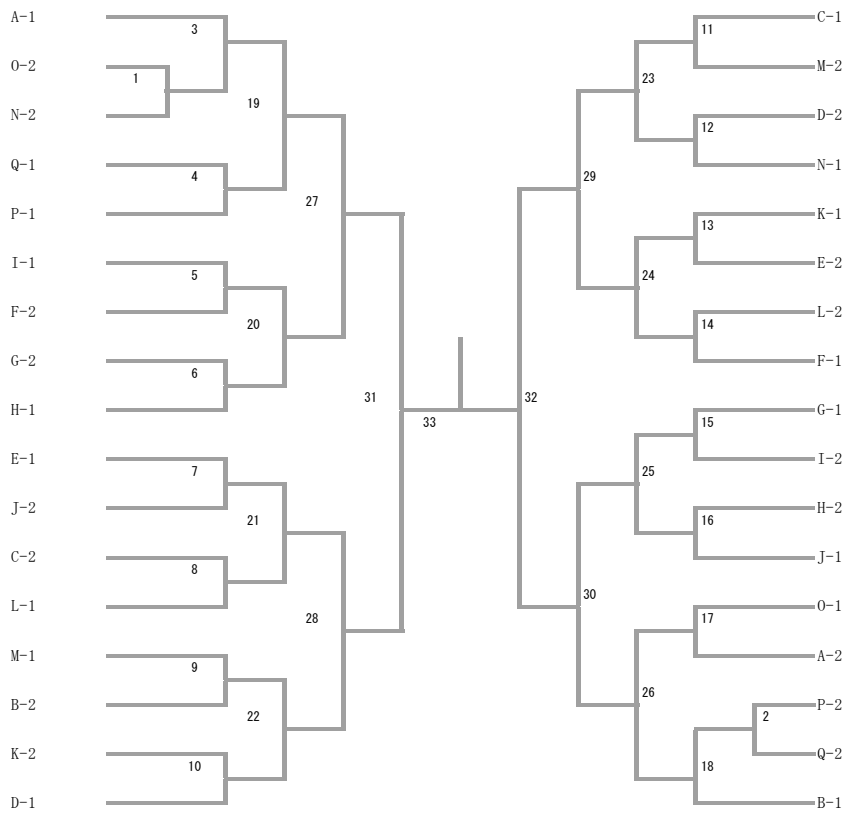 A-1
3
O-2
1
N-2
19
Q-1
4
P-1
27
I-1
5
F-2
20
G-2
6
H-1
31
33
E-1
7
J-2
21
C-2
8
L-1
28
M-1
9
B-2
22
K-2
10
D-1
C-1
11
M-2
23
D-2
12
N-1
29
K-1
13
E-2
24
L-2
14
F-1
32
G-1
15
I-2
25
H-2
16
J-1
30
O-1
17
A-2
26
P-2
2
Q-2
18
B-1